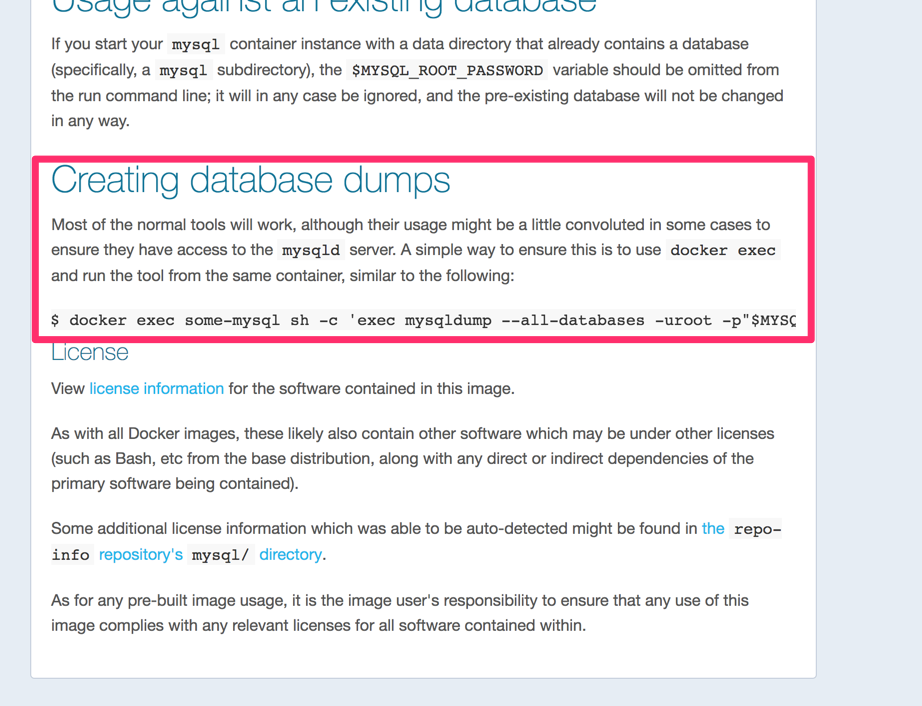 Usage against an existing database
If you start your mysql container instance with a data directory that already contains a database
(specifically, a mysql subdirectory), the $MYSQL_ROOT_PASSWORD variable should be omitted from
the run command line; it will in any case be ignored, and the pre-existing database will not be changed
in any way.
Creating database dumps
Most of the normal tools will work, although their usage might be a little convoluted in some cases to
ensure they have access to the mysqld server. A simple way to ensure this is to use docker exec
and run the tool from the same container, similar to the following:
$ docker exec some-mysql sh -c 'exec mysqldump --all-databases -uroot -p"$MYSQ
License
View license information for the software contained in this image.
As with all Docker images, these likely also contain other software which may be under other licenses
(such as Bash, etc from the base distribution, along with any direct or indirect dependencies of the
primary software being contained).
Some additional license information which was able to be auto-detected might be found in the repo-
info repository's mysql/ directory.
As for any pre-built image usage, it is the image user's responsibility to ensure that any use of this
image complies with any relevant licenses for all software contained within.